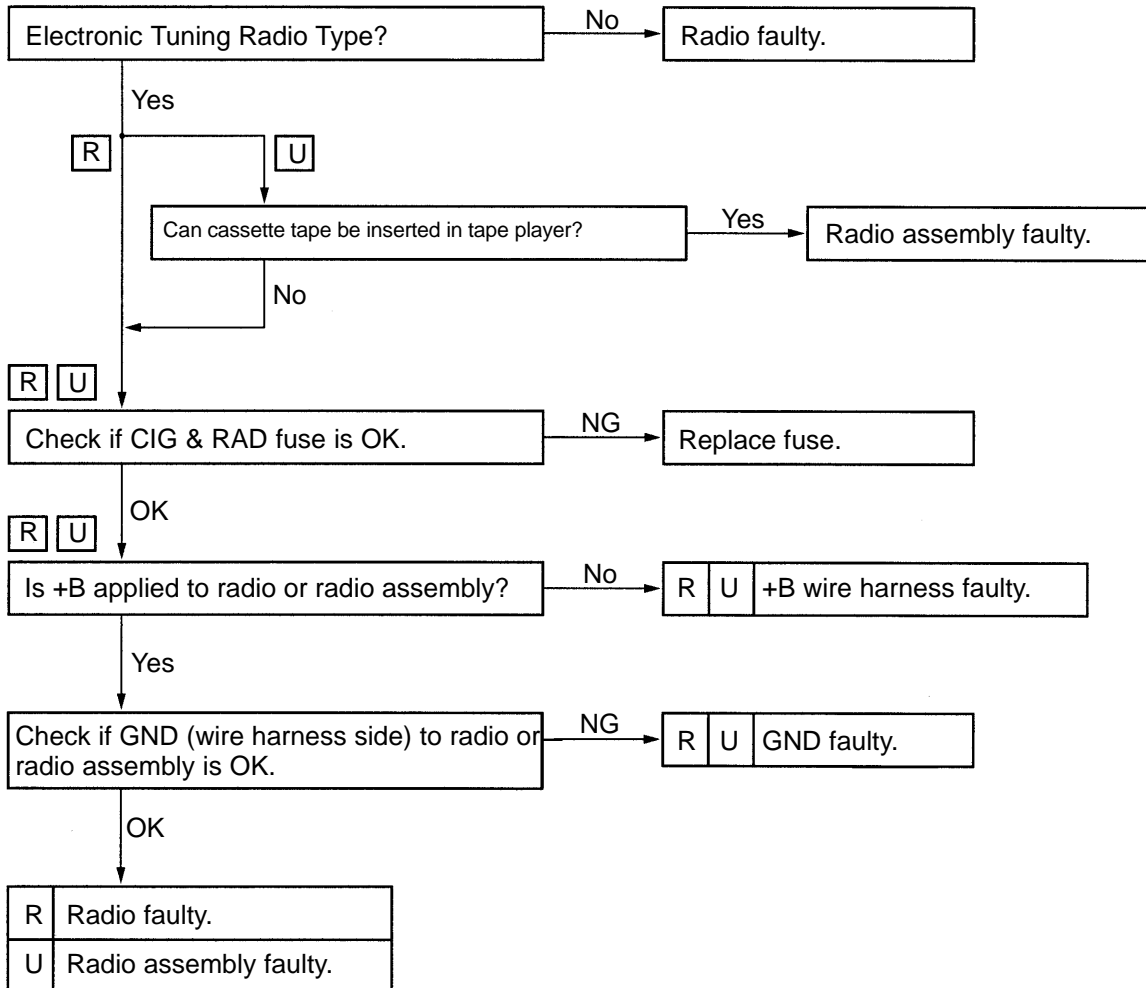 Electronic Tuning Radio Type?
No
Radio faulty.
Yes
R
U
Can cassette tape be inserted in tape player?
Yes
Radio assembly faulty.
No
R U
Check if CIG & RAD fuse is OK.
NG
Replace fuse.
OK
R U
Is +B applied to radio or radio assembly?
No
R U +B wire harness faulty.
Yes
Check if GND (wire harness side) to radio or
radio assembly is OK.
NG
R U GND faulty.
OK
R Radio faulty.
U Radio assembly faulty.